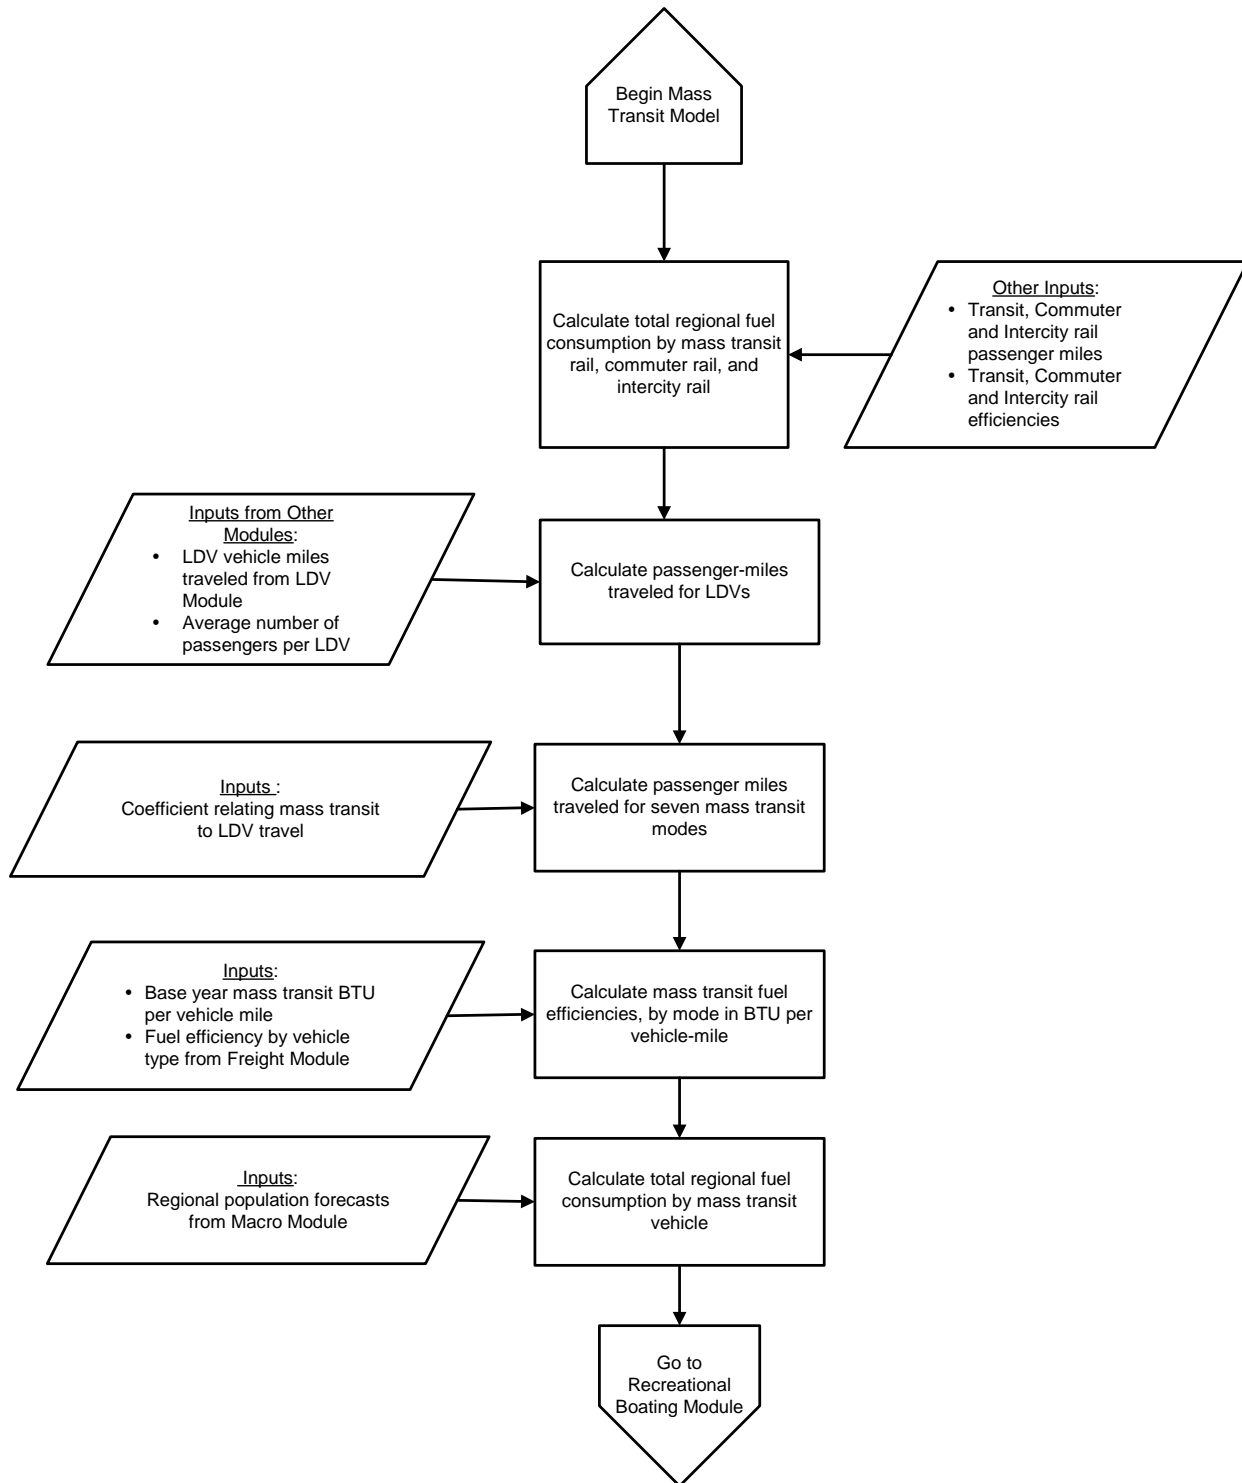 Begin Mass
Transit Model
Calculate total regional fuel
consumption by mass transit
rail, commuter rail, and
intercity rail
Other Inputs:
• Transit, Commuter
and Intercity rail
passenger miles
• Transit, Commuter
and Intercity rail
efficiencies
Inputs from Other
Modules:
• LDV vehicle miles
traveled from LDV
Module
• Average number of
passengers per LDV
Calculate passenger-miles
traveled for LDVs
Inputs :
Coefficient relating mass transit
to LDV travel
Calculate passenger miles
traveled for seven mass transit
modes
Inputs:
• Base year mass transit BTU
per vehicle mile
• Fuel efficiency by vehicle
type from Freight Module
Calculate mass transit fuel
efficiencies, by mode in BTU per
vehicle-mile
Inputs:
Regional population forecasts
from Macro Module
Calculate total regional fuel
consumption by mass transit
vehicle
Go to
Recreational
Boating Module